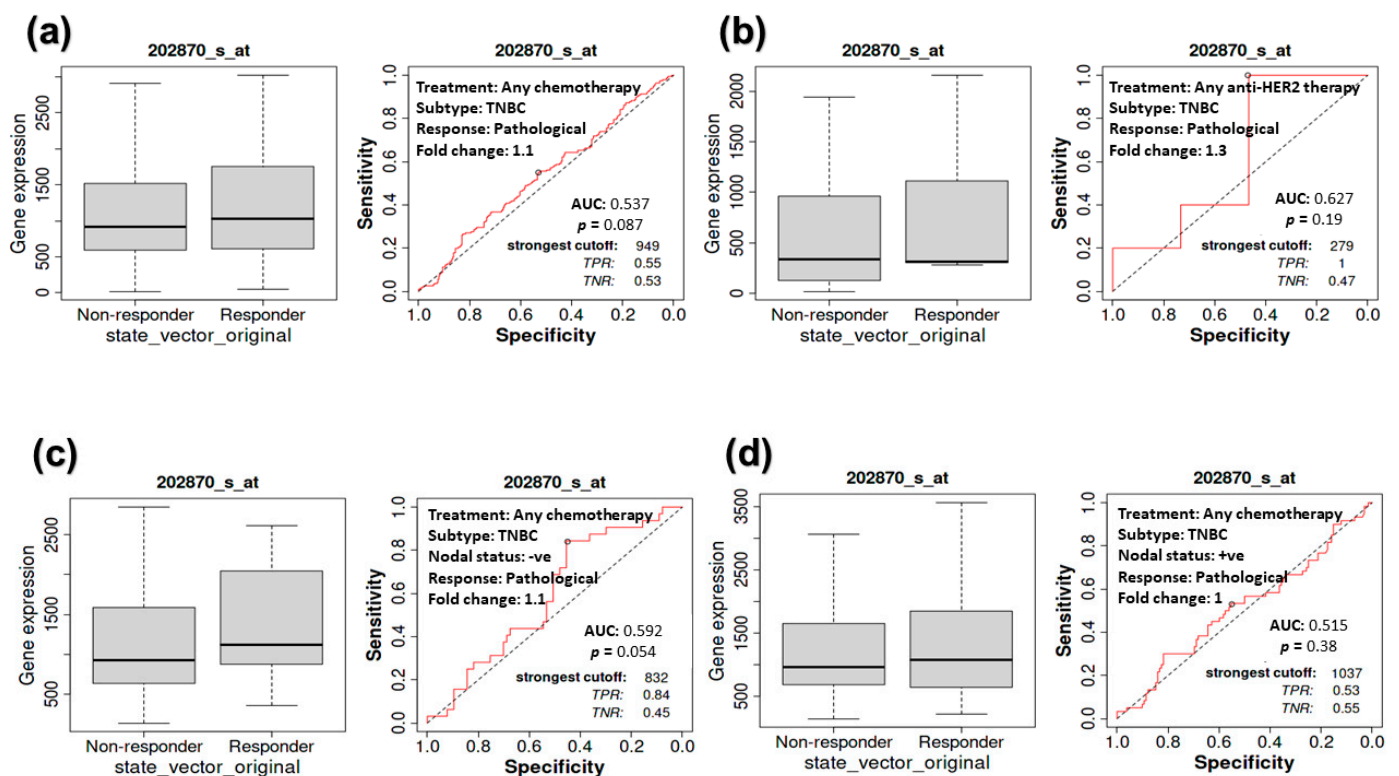 (a)
202870_s_at
Gene expression
0
500
1500
2500
Non-responder
Responder
state_vector_original
202870_s_at
Treatment: Any chemotherapy
Subtype: TNBC
Response: Pathological
Fold change: 1.1
AUC: 0.537
p = 0.087
strongest cutoff: 949
TPR: 0.55
TNR: 0.53
Sensitivity
0.0 0.2 0.4 0.6 0.8 1.0
1.0 0.8 0.6 0.4 0.2 0.0
Specificity
(b)
202870_s_at
Gene expression
0
500
1000
1500
2000
Non-responder
Responder
state_vector_original
202870_s_at
Treatment: Any anti-HER2 therapy
Subtype: TNBC
Response: Pathological
Fold change: 1.3
AUC: 0.627
p = 0.19
strongest cutoff: 279
TPR: 1
TNR: 0.47
Sensitivity
0.0 0.2 0.4 0.6 0.8 1.0
1.0 0.8 0.6 0.4 0.2 0.0
Specificity
(c)
202870_s_at
Gene expression
500
1500
2500
Non-responder
Responder
state_vector_original
202870_s_at
Treatment: Any chemotherapy
Subtype: TNBC
Nodal status: -ve
Response: Pathological
Fold change: 1.1
AUC: 0.592
p = 0.054
strongest cutoff: 832
TPR: 0.84
TNR: 0.45
Sensitivity
0.0 0.2 0.4 0.6 0.8 1.0
1.0 0.8 0.6 0.4 0.2 0.0
Specificity
(d)
202870_s_at
Gene expression
500
1500
2500
3500
Non-responder
Responder
state_vector_original
202870_s_at
Treatment: Any chemotherapy
Subtype: TNBC
Nodal status: +ve
Response: Pathological
Fold change: 1
AUC: 0.515
p = 0.38
strongest cutoff: 1037
TPR: 0.53
TNR: 0.55
Sensitivity
0.0 0.2 0.4 0.6 0.8 1.0
1.0 0.8 0.6 0.4 0.2 0.0
Specificity